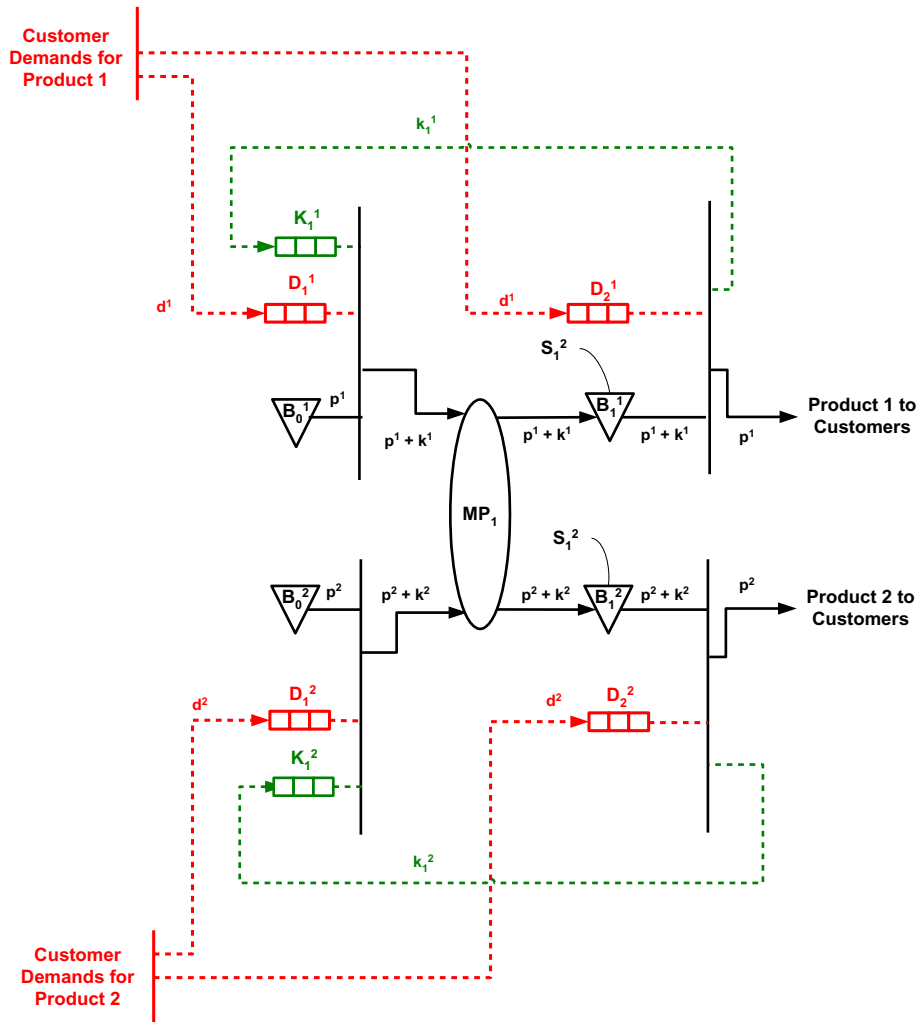 Customer
Demands for
Product 1
k₁¹
K₁¹
D₁¹
d¹
d¹
D₂¹
S₁²
B₀¹
p¹
p¹ + k¹
p¹ + k¹
B₁¹
p¹ + k¹
p¹
Product 1 to
Customers
MP₁
S₁²
B₀²
p²
p² + k²
p² + k²
B₁²
p² + k²
p²
Product 2 to
Customers
d²
D₁²
d²
D₂²
K₁²
k₁²
Customer
Demands for
Product 2